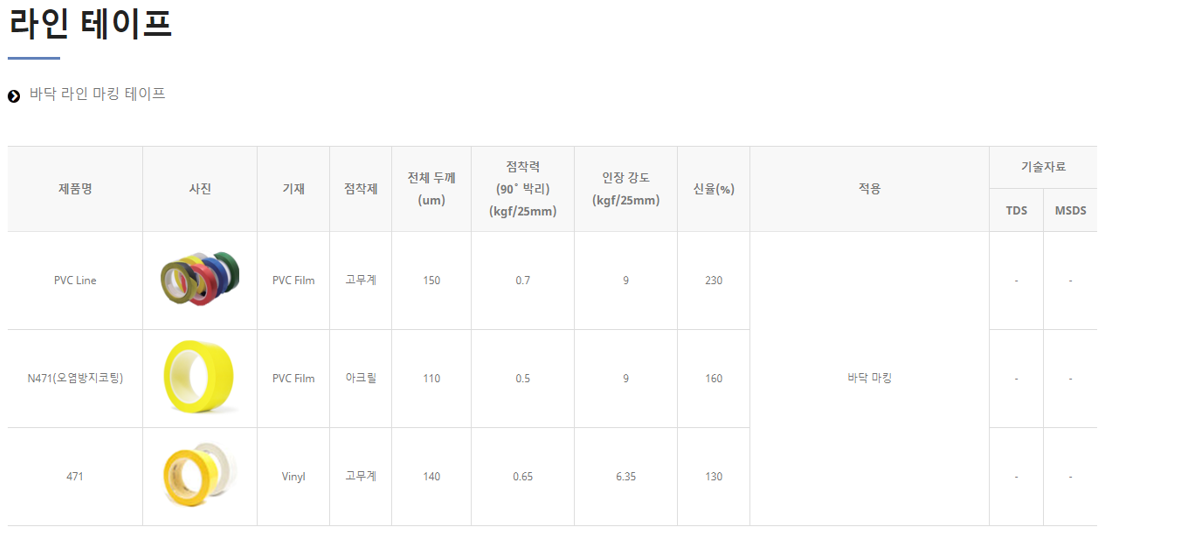 라인 테이프
바닥 라인 마킹 테이프
제품명 사진 기재 점착제 전체 두께 (um) 점착력 (90˚ 박리) (kgf/25mm) 인장 강도 (kgf/25mm) 신율(%) 적용 기술자료
TDS MSDS
PVC Line PVC Film 고무계 150 0.7 9 230 - -
N471(오염방지코팅) PVC Film 아크릴 110 0.5 9 160 바닥 마킹 - -
471 Vinyl 고무계 140 0.65 6.35 130 - -